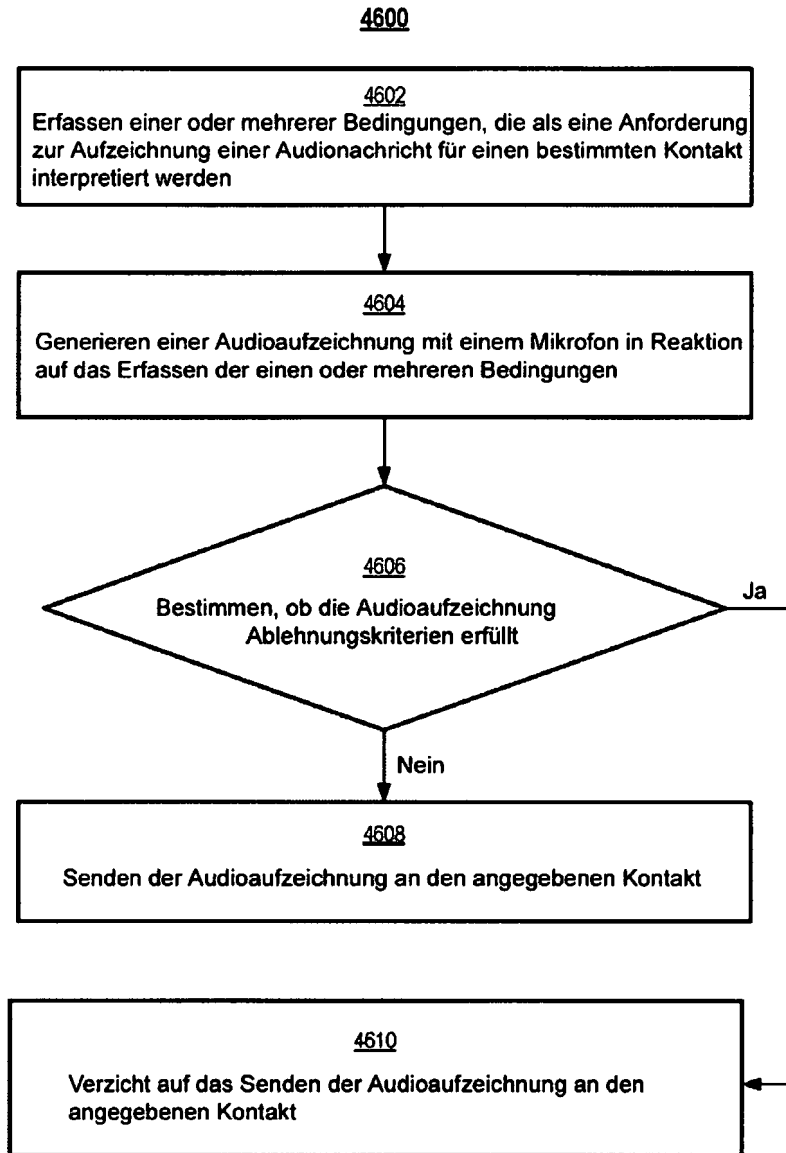 4600
4602
Erfassen einer oder mehrerer Bedingungen, die als eine Anforderung
zur Aufzeichnung einer Audionachricht für einen bestimmten Kontakt
interpretiert werden
4604
Generieren einer Audioaufzeichnung mit einem Mikrofon in Reaktion
auf das Erfassen der einen oder mehreren Bedingungen
4606
Bestimmen, ob die Audioaufzeichnung
Ablehnungskriterien erfüllt
Ja
Nein
4608
Senden der Audioaufzeichnung an den angegebenen Kontakt
4610
Verzicht auf das Senden der Audioaufzeichnung an den
angegebenen Kontakt